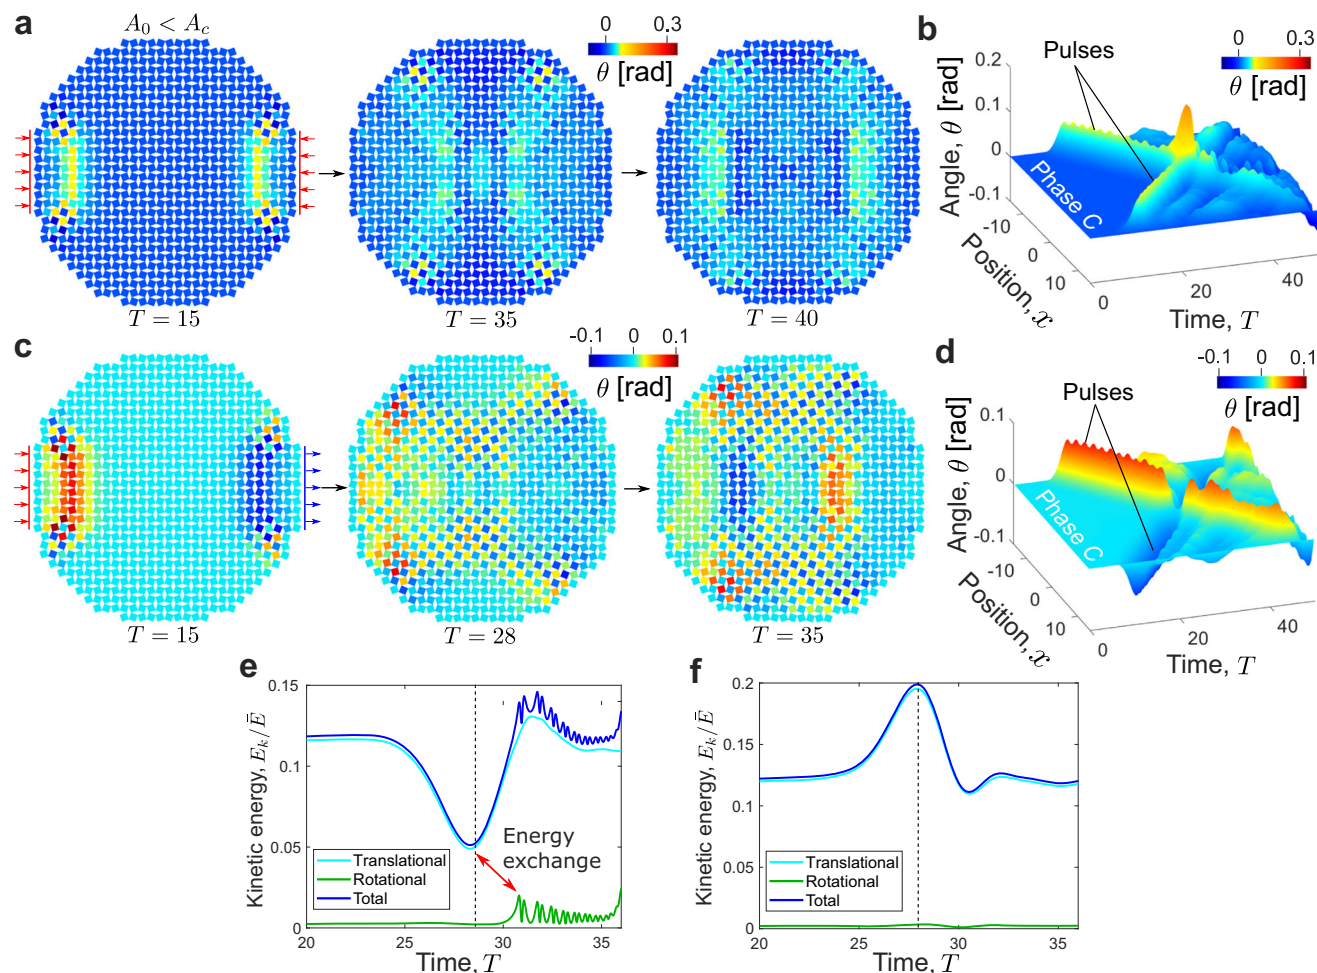 a
A₀ < A_c
0 0.3
θ [rad]
T = 15
T = 35
T = 40
b
Pulses
0 0.3
θ [rad]
0.2
0.1
0
-0.1
Angle, θ [rad]
Phase C
-10
0
10
Position, x
0
20
40
Time, T
c
-0.1 0 0.1
θ [rad]
T = 15
T = 28
T = 35
d
Pulses
-0.1 0 0.1
θ [rad]
0.1
0
-0.1
Angle, θ [rad]
Phase C
-10
0
10
Position, x
0
20
40
Time, T
e
Kinetic energy, E_k/Ē
0.15
0.1
0.05
0
Energy
exchange
Translational
Rotational
Total
20 25 30 35
Time, T
f
Kinetic energy, E_k/Ē
0.2
0.15
0.1
0.05
0
Translational
Rotational
Total
20 25 30 35
Time, T